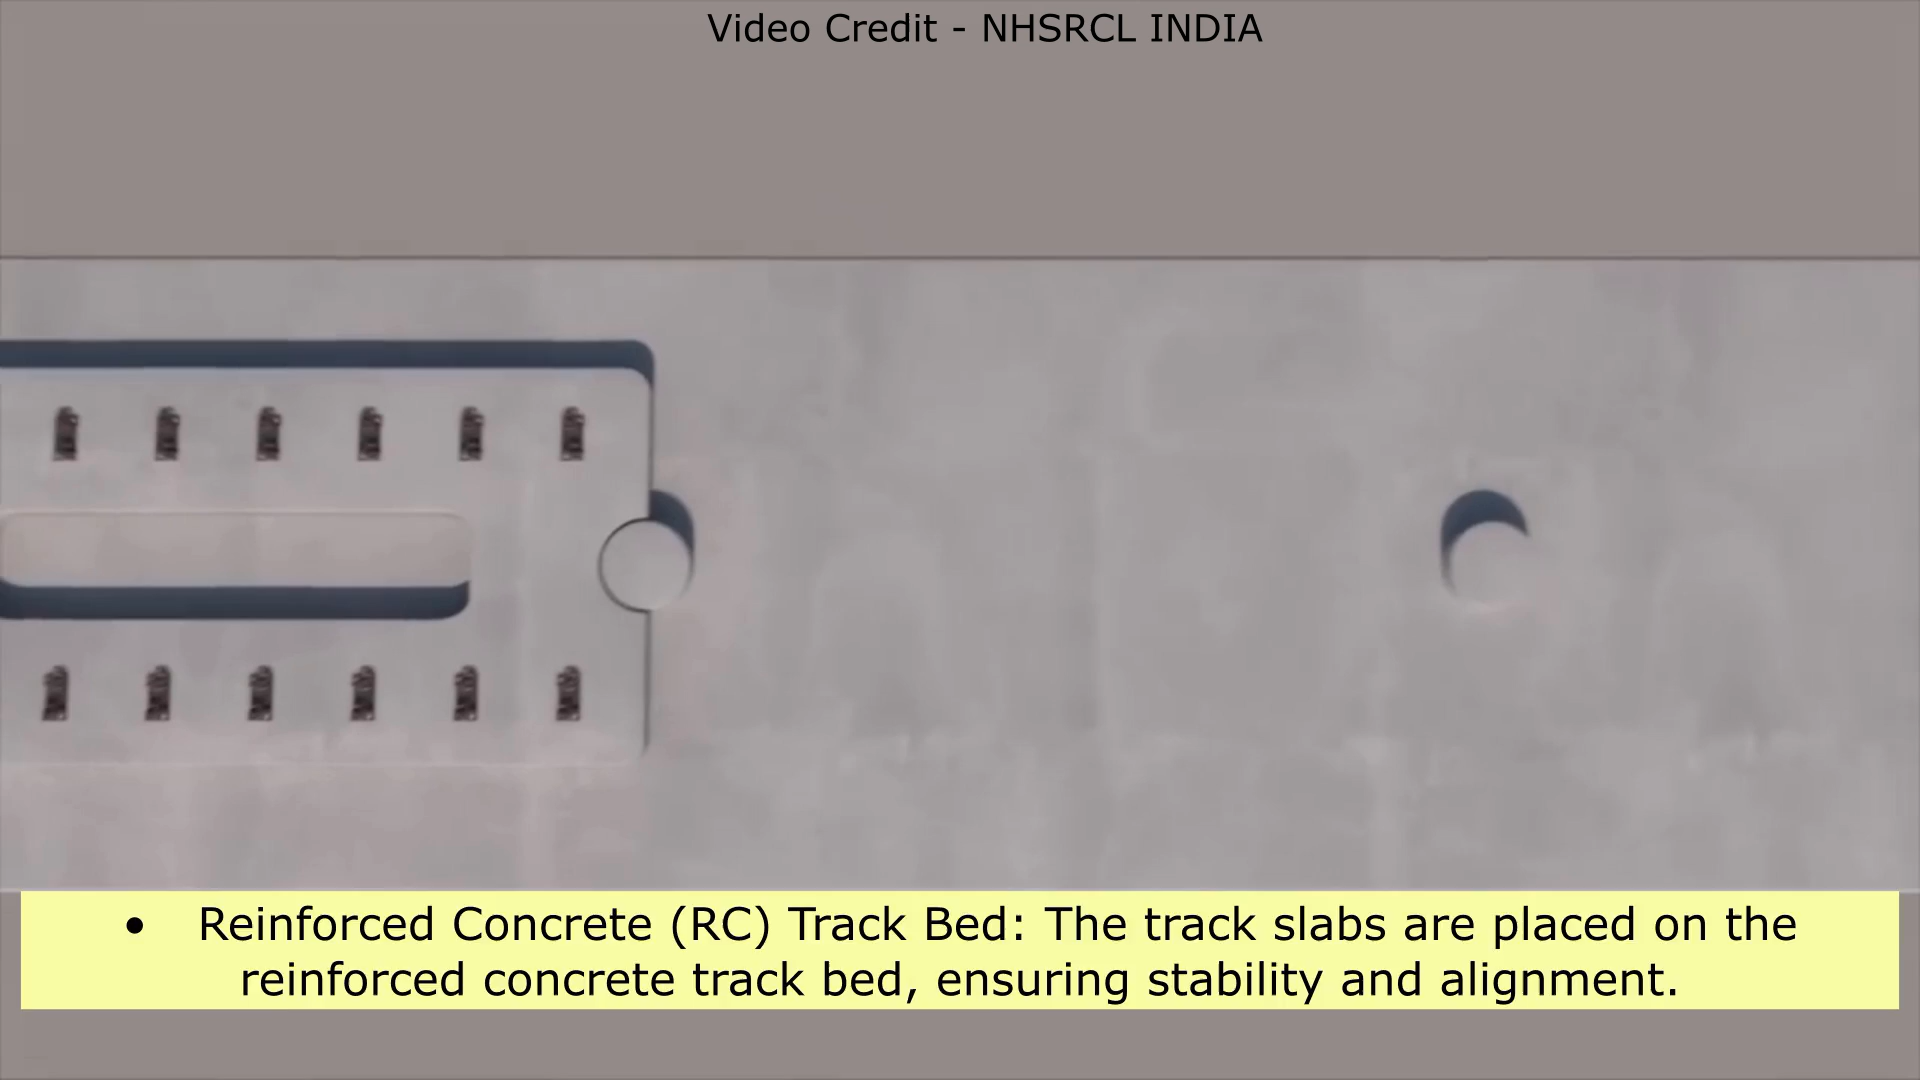 Video Credit - NHSRCL INDIA
• Reinforced Concrete (RC) Track Bed: The track slabs are placed on the
reinforced concrete track bed, ensuring stability and alignment.